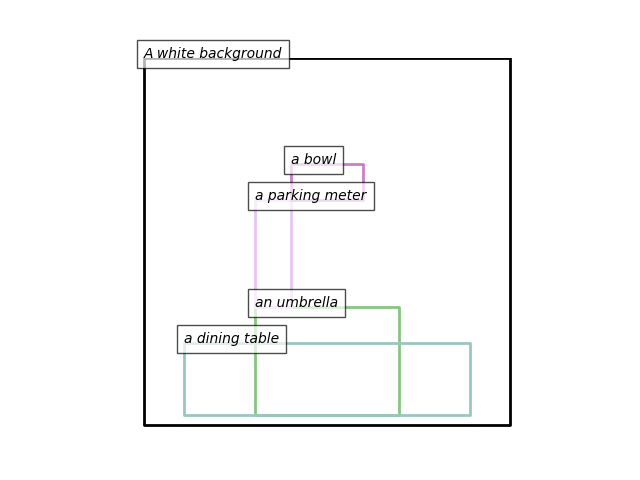 A white background
a bowl
a parking meter
an umbrella
a dining table